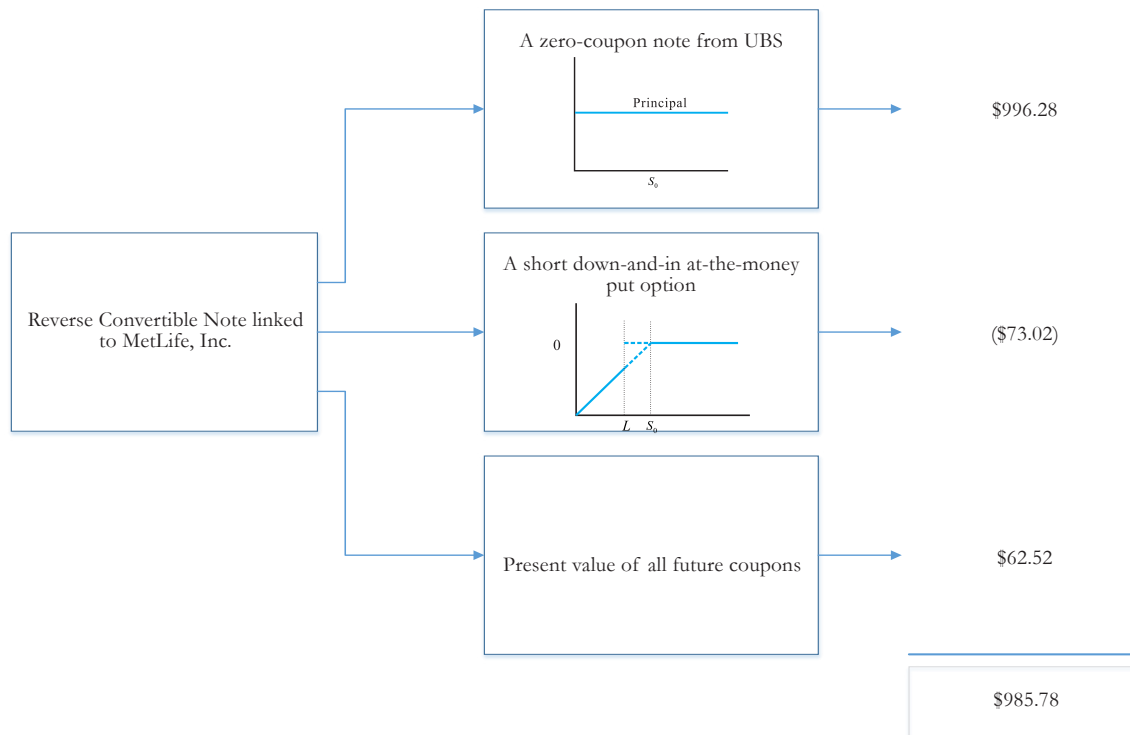 Reverse Convertible Note linked
to MetLife, Inc.
A zero-coupon note from UBS
Principal
S₀
$996.28
A short down-and-in at-the-money
put option
0
L S₀
($73.02)
Present value of all future coupons
$62.52
$985.78